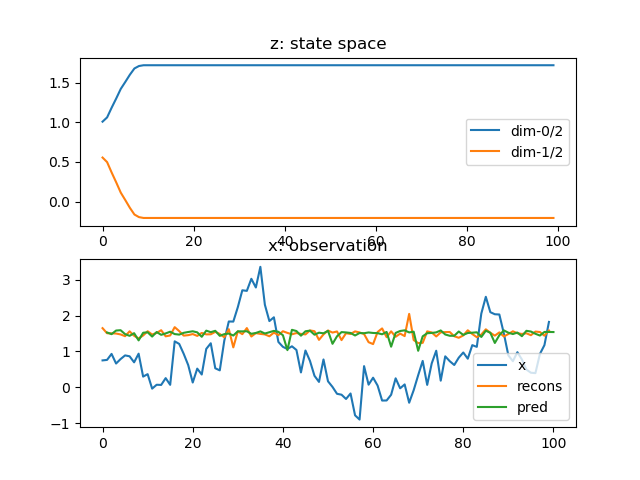 z: state space
1.5
1.0
0.5
0.0
dim-0/2
dim-1/2
0 20 40 60 80 100
x: observation
3
2
1
0
−1
x
recons
pred
0 20 40 60 80 100